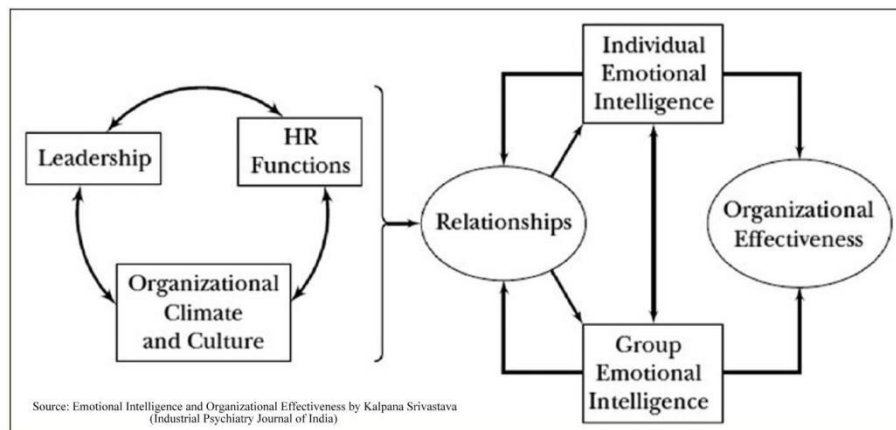 Leadership
HR
Functions
Organizational
Climate
and Culture
Relationships
Individual
Emotional
Intelligence
Group
Emotional
Intelligence
Organizational
Effectiveness
Source: Emotional Intelligence and Organizational Effectiveness by Kalpana Srivastava
(Industrial Psychiatry Journal of India)